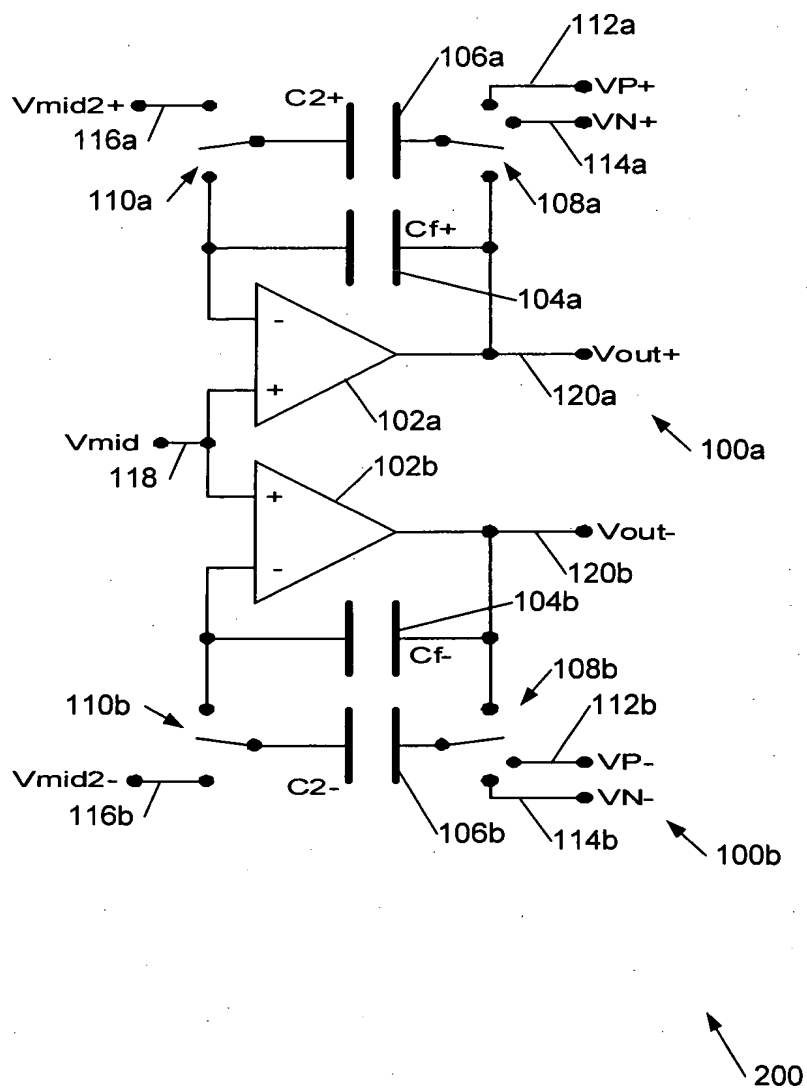 112a
106a
C2+
VP+
Vmid2+
VN+
116a
114a
110a
108a
Cf+
104a
-
Vout+
+
120a
102a
Vmid
100a
118
102b
+
Vout-
-
120b
104b
Cf-
108b
110b
112b
VP-
Vmid2-
C2-
VN-
116b
106b
114b
100b
200